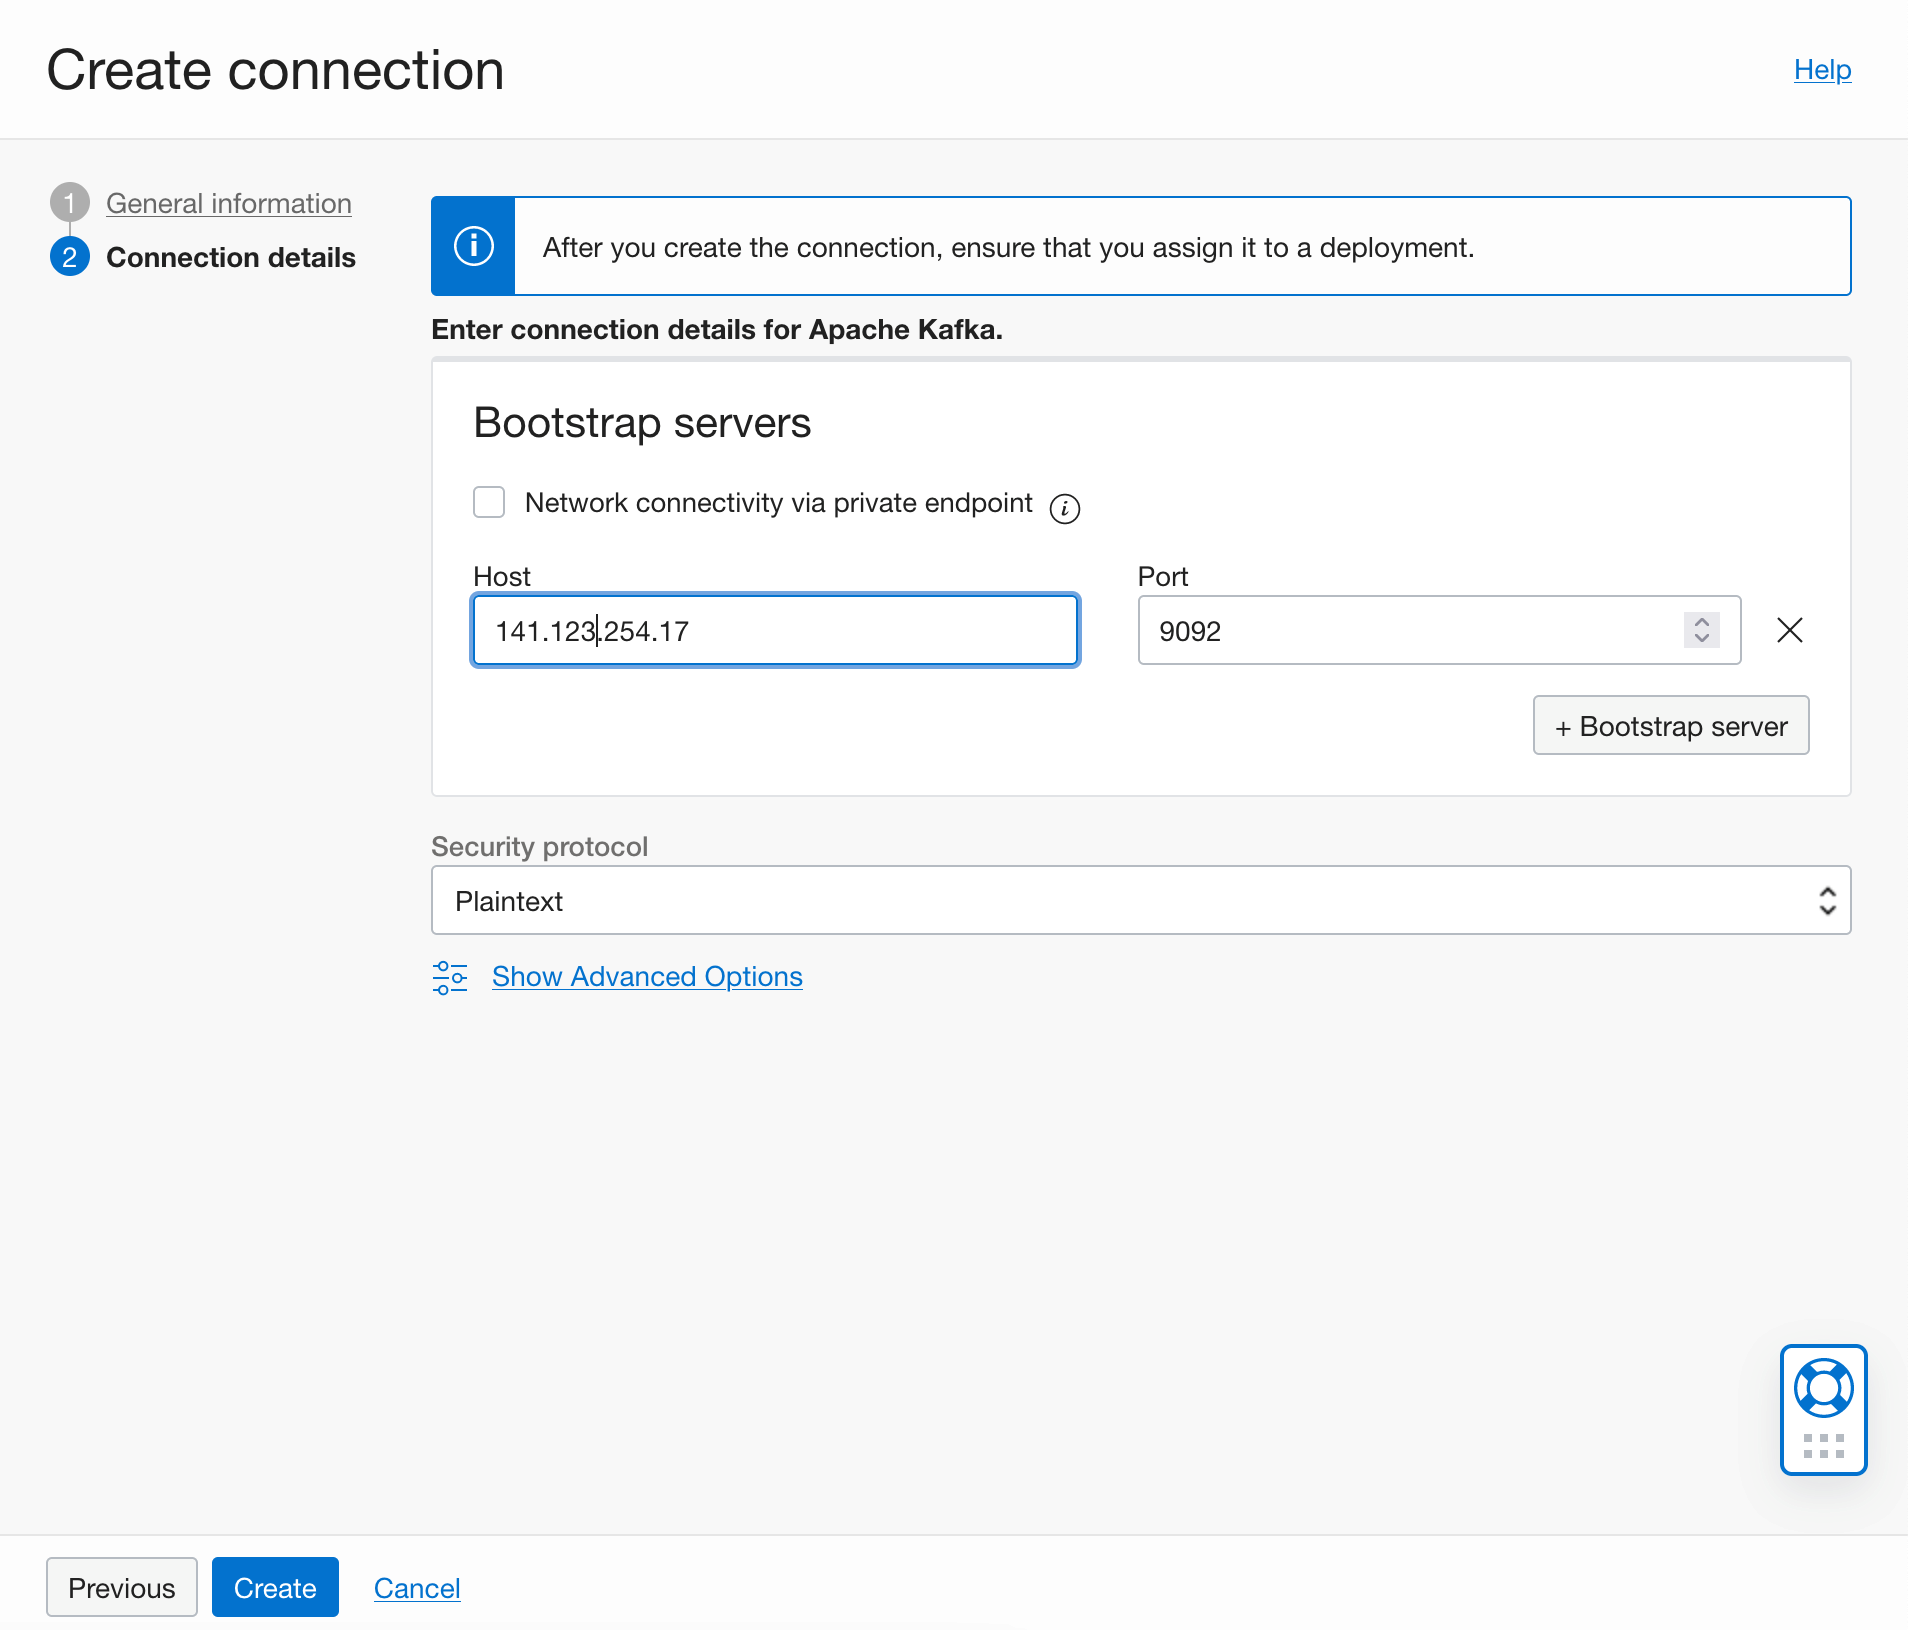 Create connection
Help
1 General information
2 Connection details
After you create the connection, ensure that you assign it to a deployment.
Enter connection details for Apache Kafka.
Bootstrap servers
Network connectivity via private endpoint i
Host
Port
141.123.254.17
9092
+ Bootstrap server
Security protocol
Plaintext
Show Advanced Options
Previous
Create
Cancel